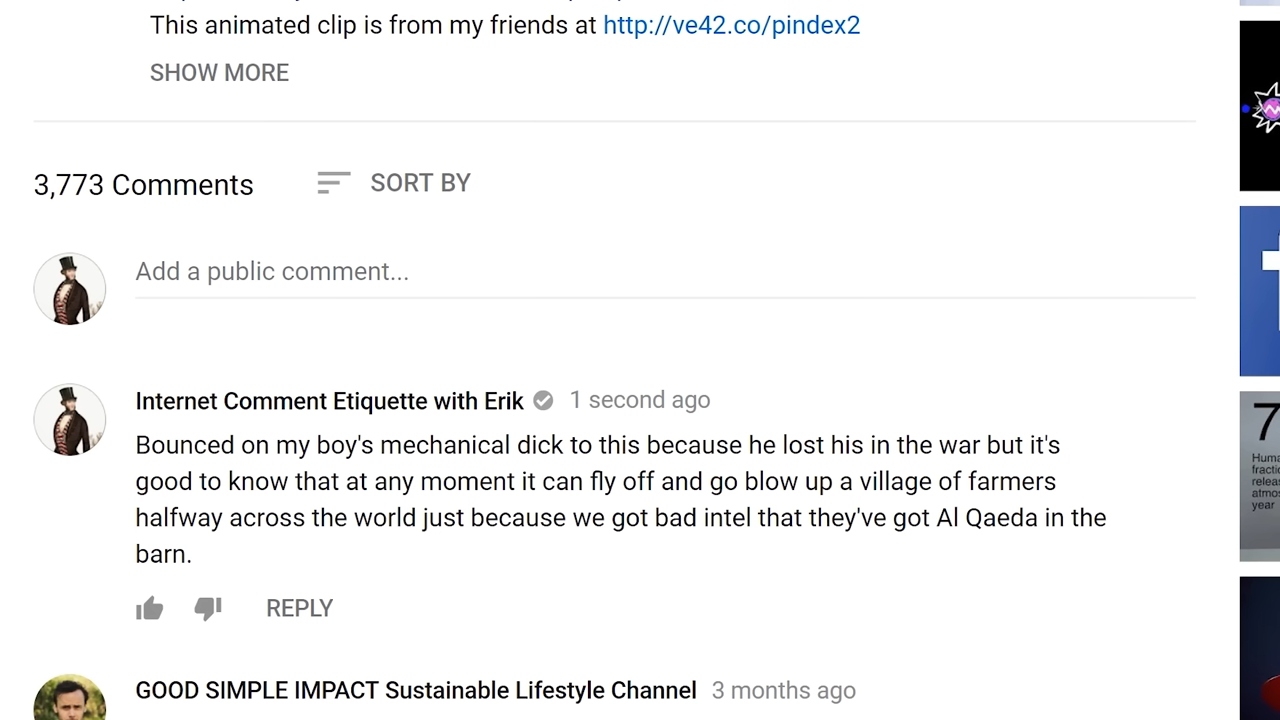 This animated clip is from my friends at http://ve42.co/pindex2
SHOW MORE
3,773 Comments
SORT BY
Add a public comment...
Internet Comment Etiquette with Erik 1 second ago
Bounced on my boy's mechanical dick to this because he lost his in the war but it's
good to know that at any moment it can fly off and go blow up a village of farmers
halfway across the world just because we got bad intel that they've got Al Qaeda in the
barn.
REPLY
GOOD SIMPLE IMPACT Sustainable Lifestyle Channel 3 months ago
7
year